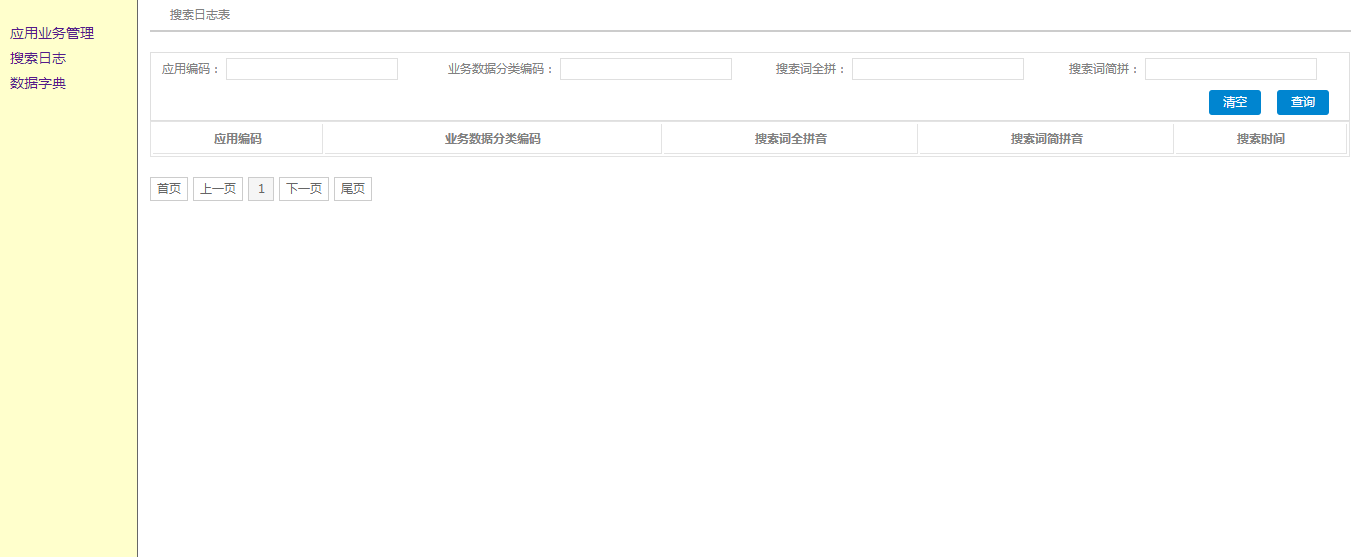 应用业务管理
搜索日志
数据字典
搜索日志表
应用编码： 业务数据分类编码： 搜索词全拼： 搜索词简拼：
清空 查询
应用编码 业务数据分类编码 搜索词全拼音 搜索词简拼音 搜索时间
首页 上一页 1 下一页 尾页